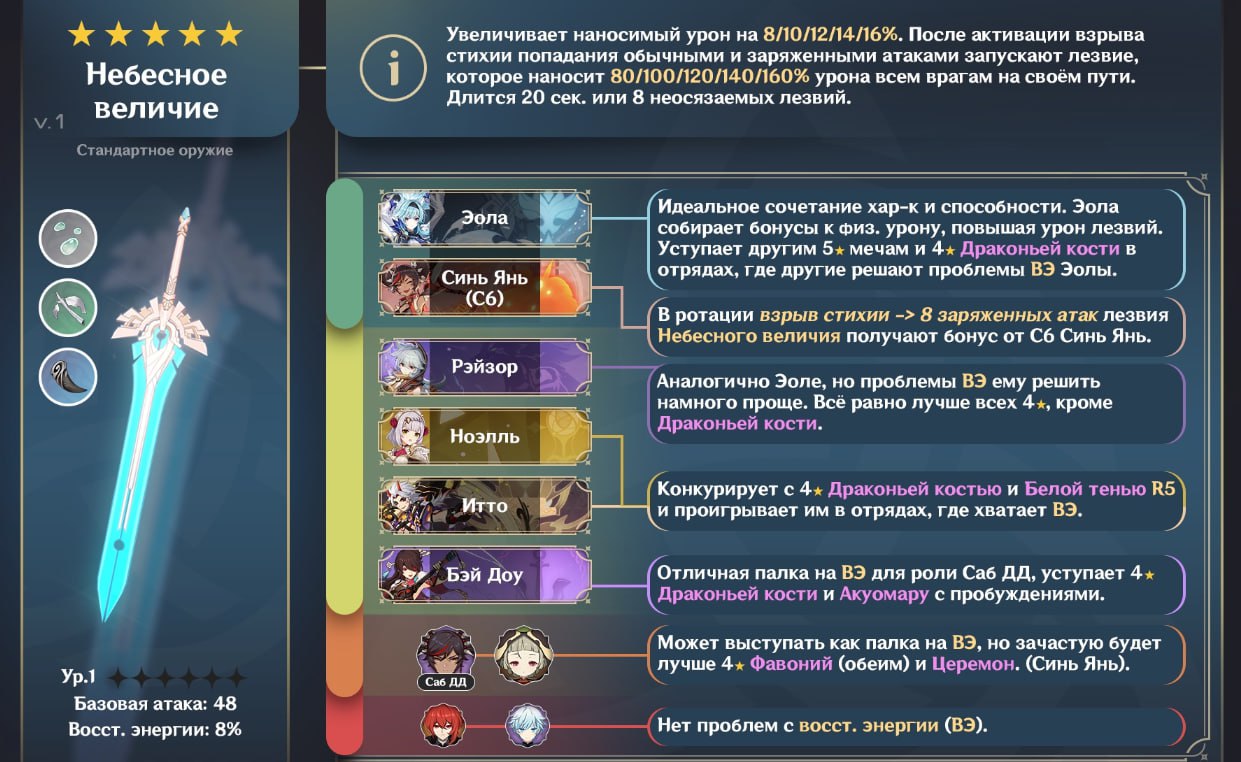 Небесное
величие
v.1
Стандартное оружие
Ур.1
Базовая атака: 48
Восст. энергии: 8%
Увеличивает наносимый урон на 8/10/12/14/16%. После активации взрыва
стихии попадания обычными и заряженными атаками запускают лезвие,
которое наносит 80/100/120/140/160% урона всем врагам на своём пути.
Длится 20 сек. или 8 неосязаемых лезвий.
Эола
Идеальное сочетание хар-к и способности. Эола
собирает бонусы к физ. урону, повышая урон лезвий.
Уступает другим 5★ мечам и 4★ Драконьей кости в
отрядах, где другие решают проблемы ВЭ Эолы.
Синь Янь
(С6)
В ротации взрыв стихии -> 8 заряженных атак лезвия
Небесного величия получают бонус от С6 Синь Янь.
Рэйзор
Аналогично Эоле, но проблемы ВЭ ему решить
намного проще. Всё равно лучше всех 4★, кроме
Драконьей кости.
Ноэлль
Итто
Конкурирует с 4★ Драконьей костью и Белой тенью R5
и проигрывает им в отрядах, где хватает ВЭ.
Бэй Доу
Отличная палка на ВЭ для роли Саб ДД, уступает 4★
Драконьей кости и Акуомару с пробуждениями.
Саб ДД
Может выступать как палка на ВЭ, но зачастую будет
лучше 4★ Фавоний (обеим) и Церемон. (Синь Янь).
Нет проблем с восст. энергии (ВЭ).